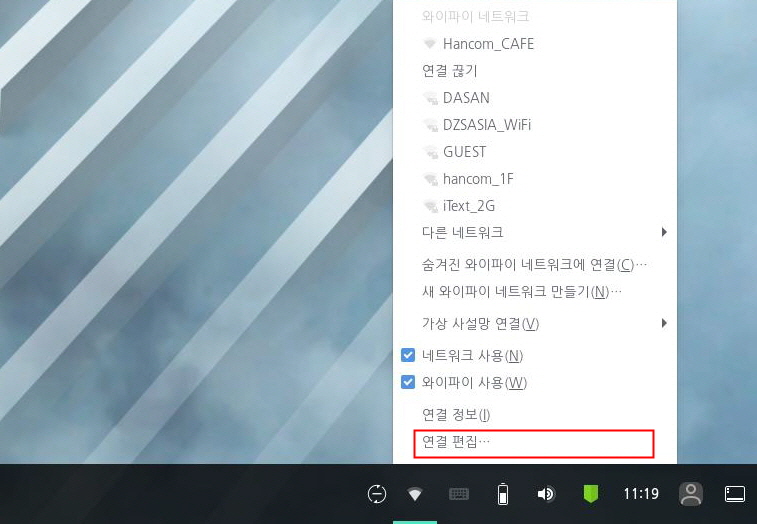 와이파이 네트워크
Hancom_CAFE
연결 끊기
DASAN
DZSASIA_WiFi
GUEST
hancom_1F
iText_2G
다른 네트워크
숨겨진 와이파이 네트워크에 연결(C)…
새 와이파이 네트워크 만들기(N)…
가상 사설망 연결(V)
네트워크 사용(N)
와이파이 사용(W)
연결 정보(I)
연결 편집…
11:19